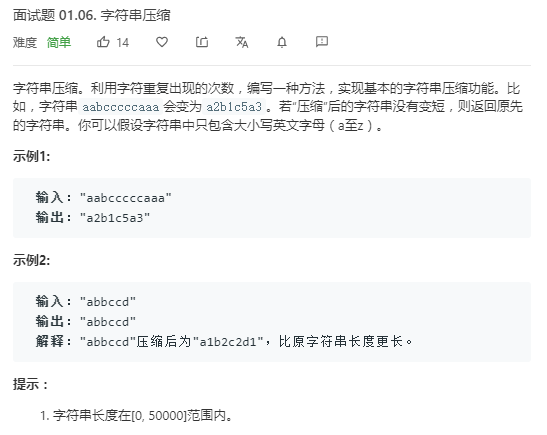 面试题 01.06. 字符串压缩
难度 简单 14
字符串压缩。利用字符重复出现的次数，编写一种方法，实现基本的字符串压缩功能。比
如，字符串 aabcccccaaa 会变为 a2b1c5a3 。若“压缩”后的字符串没有变短，则返回原先
的字符串。你可以假设字符串中只包含大小写英文字母（a至z）。
示例1:
输入："aabcccccaaa"
输出："a2b1c5a3"
示例2:
输入："abbccd"
输出："abbccd"
解释："abbccd"压缩后为"a1b2c2d1"，比原字符串长度更长。
提示：
1. 字符串长度在[0, 50000]范围内。